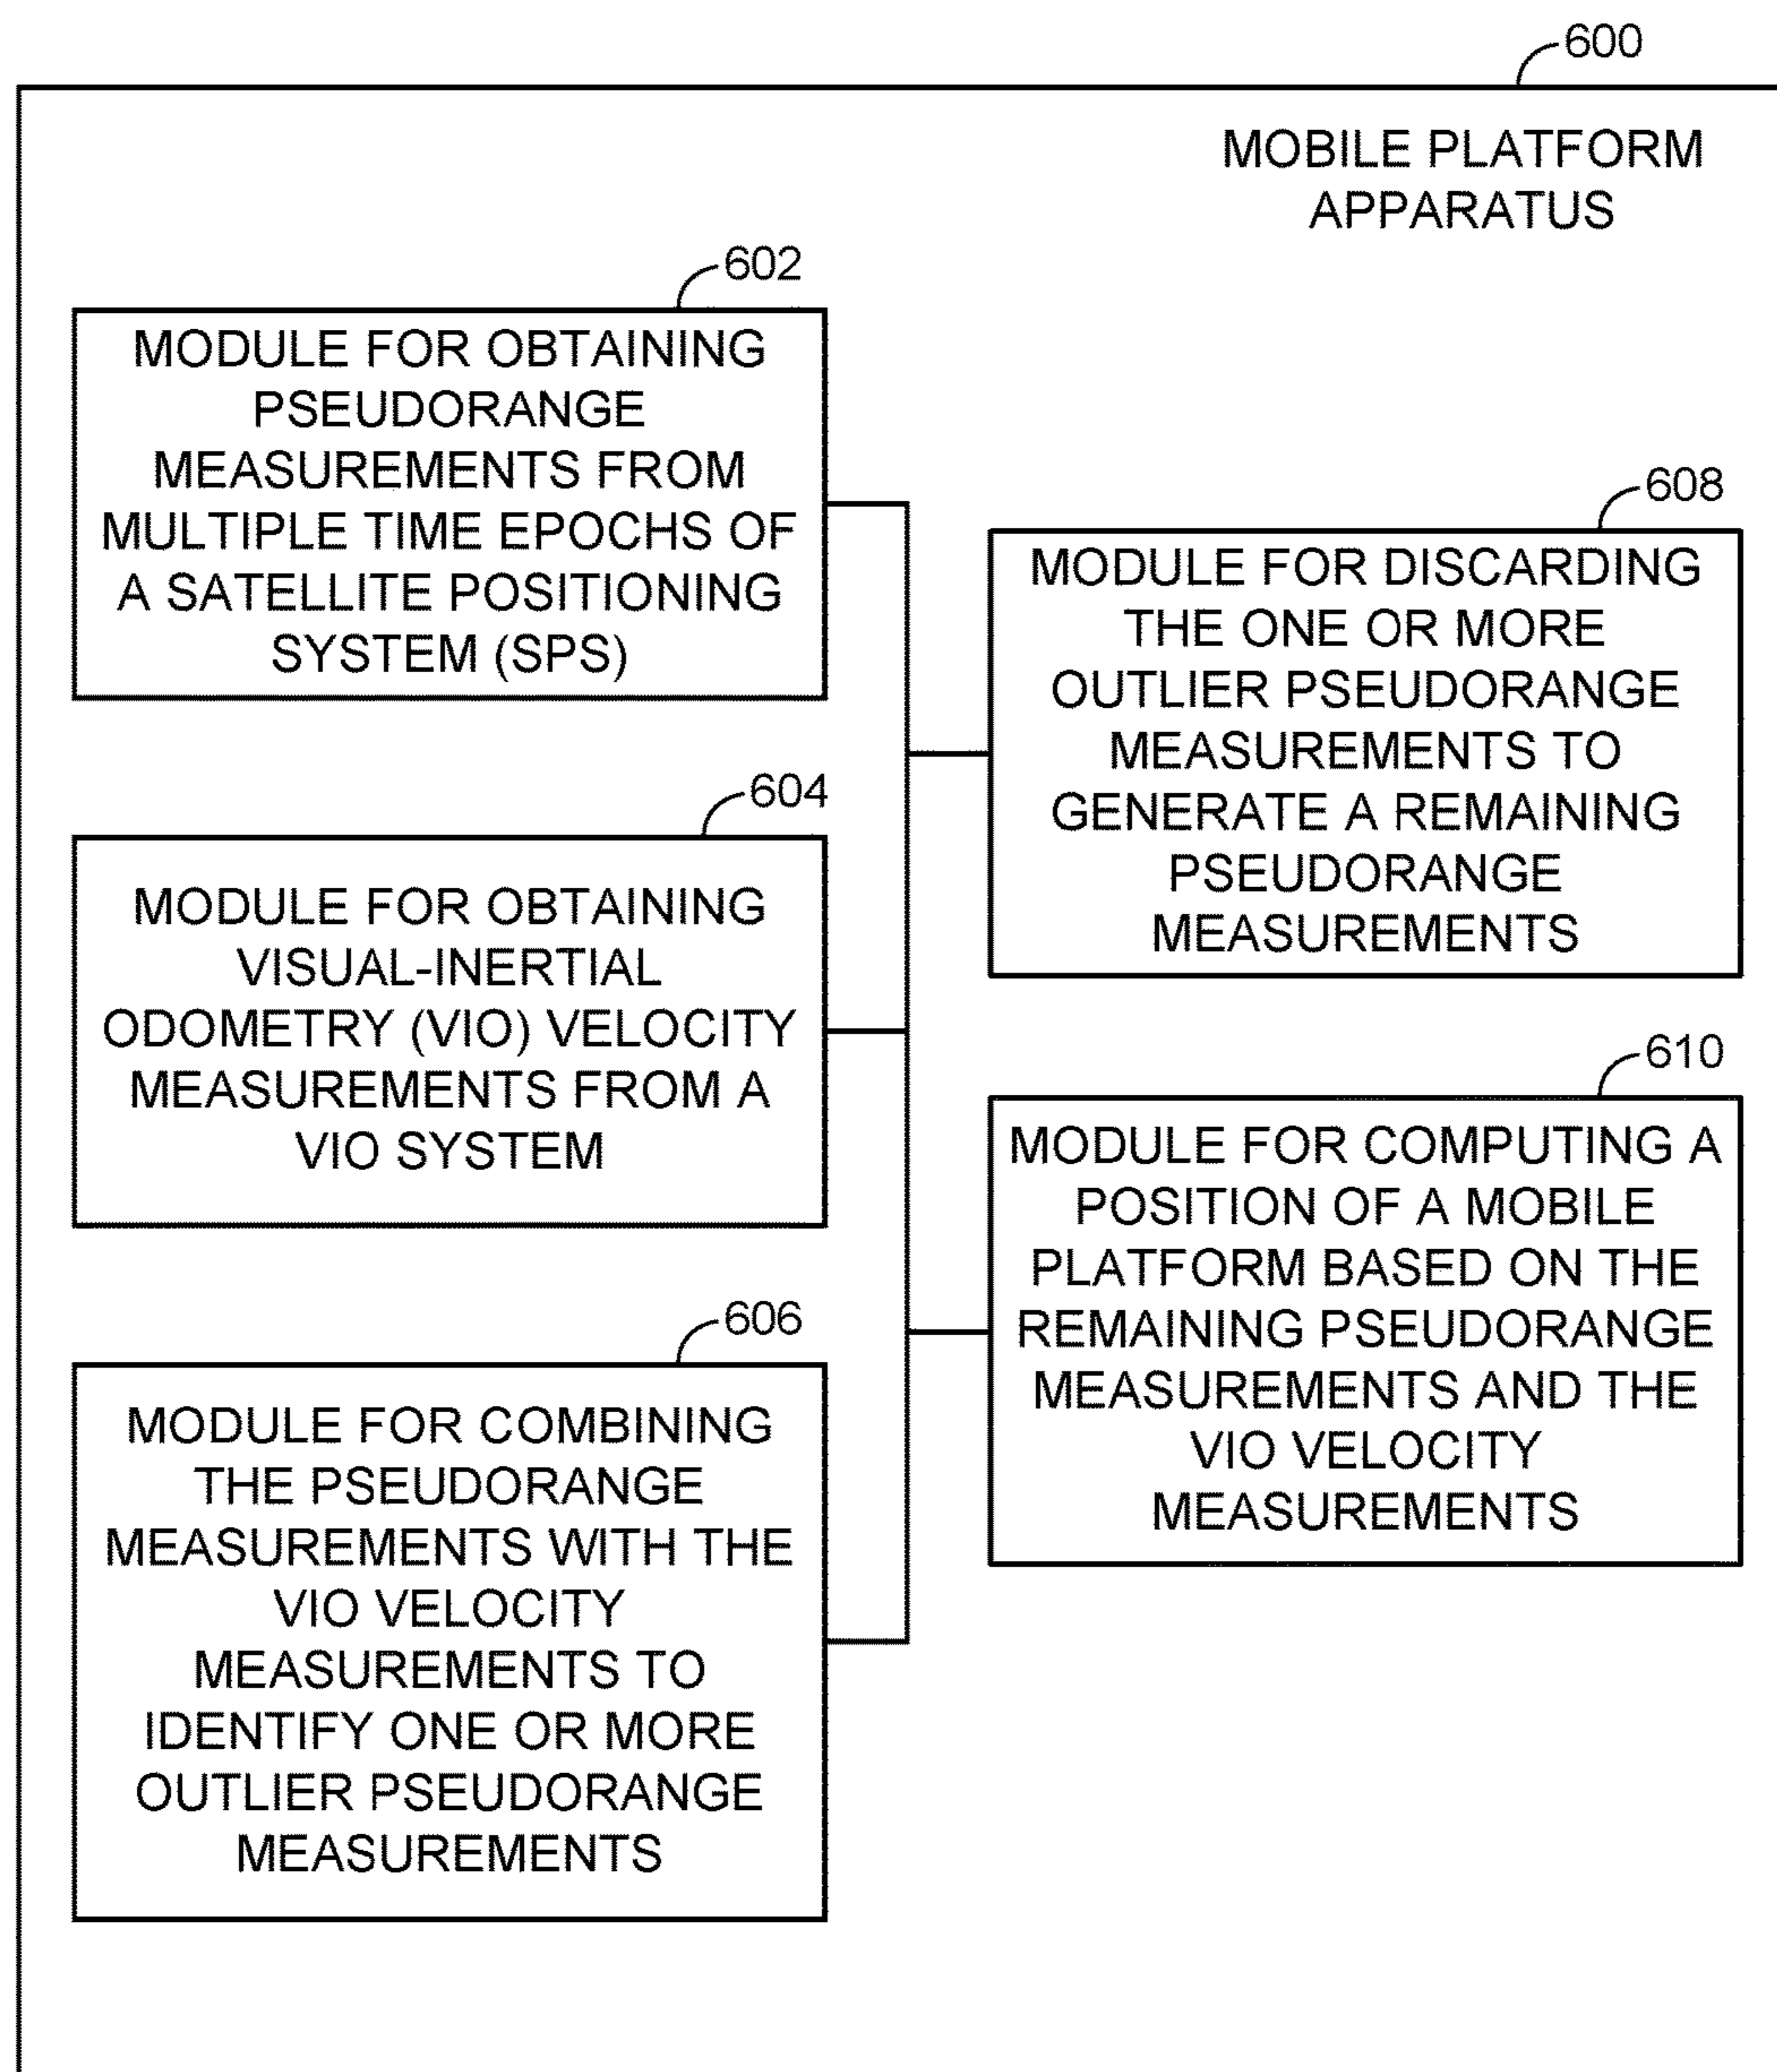 600
MOBILE PLATFORM
APPARATUS
602
MODULE FOR OBTAINING
PSEUDORANGE
MEASUREMENTS FROM
MULTIPLE TIME EPOCHS OF
A SATELLITE POSITIONING
SYSTEM (SPS)
604
MODULE FOR OBTAINING
VISUAL-INERTIAL
ODOMETRY (VIO) VELOCITY
MEASUREMENTS FROM A
VIO SYSTEM
606
MODULE FOR COMBINING
THE PSEUDORANGE
MEASUREMENTS WITH THE
VIO VELOCITY
MEASUREMENTS TO
IDENTIFY ONE OR MORE
OUTLIER PSEUDORANGE
MEASUREMENTS
608
MODULE FOR DISCARDING
THE ONE OR MORE
OUTLIER PSEUDORANGE
MEASUREMENTS TO
GENERATE A REMAINING
PSEUDORANGE
MEASUREMENTS
610
MODULE FOR COMPUTING A
POSITION OF A MOBILE
PLATFORM BASED ON THE
REMAINING PSEUDORANGE
MEASUREMENTS AND THE
VIO VELOCITY
MEASUREMENTS